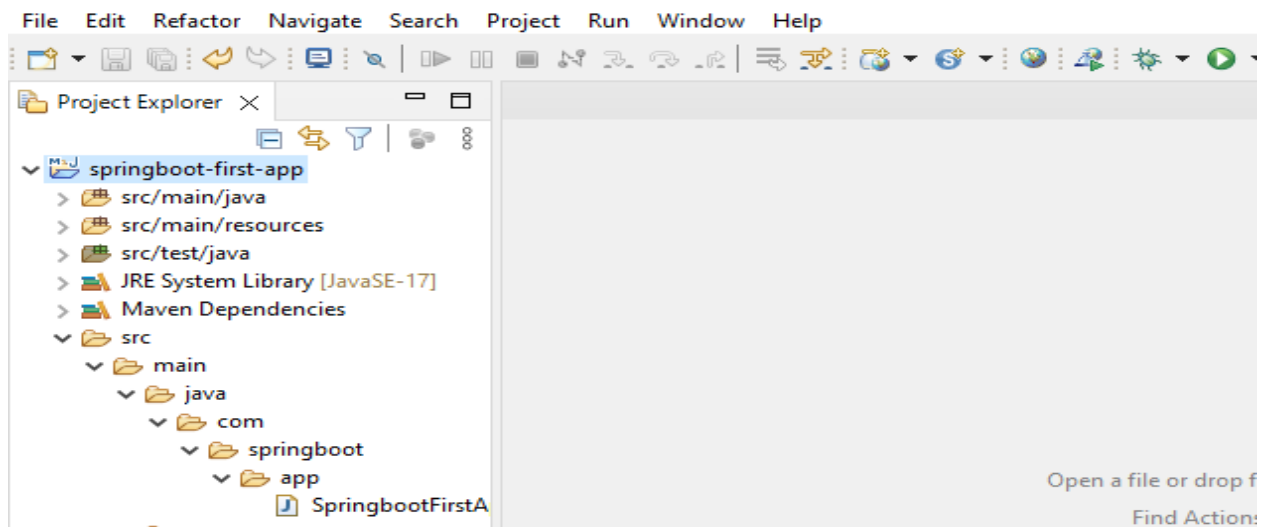 File Edit Refactor Navigate Search Project Run Window Help
Project Explorer
springboot-first-app
src/main/java
src/main/resources
src/test/java
JRE System Library [JavaSE-17]
Maven Dependencies
src
main
java
com
springboot
app
SpringbootFirstA
Open a file or drop f
Find Actions